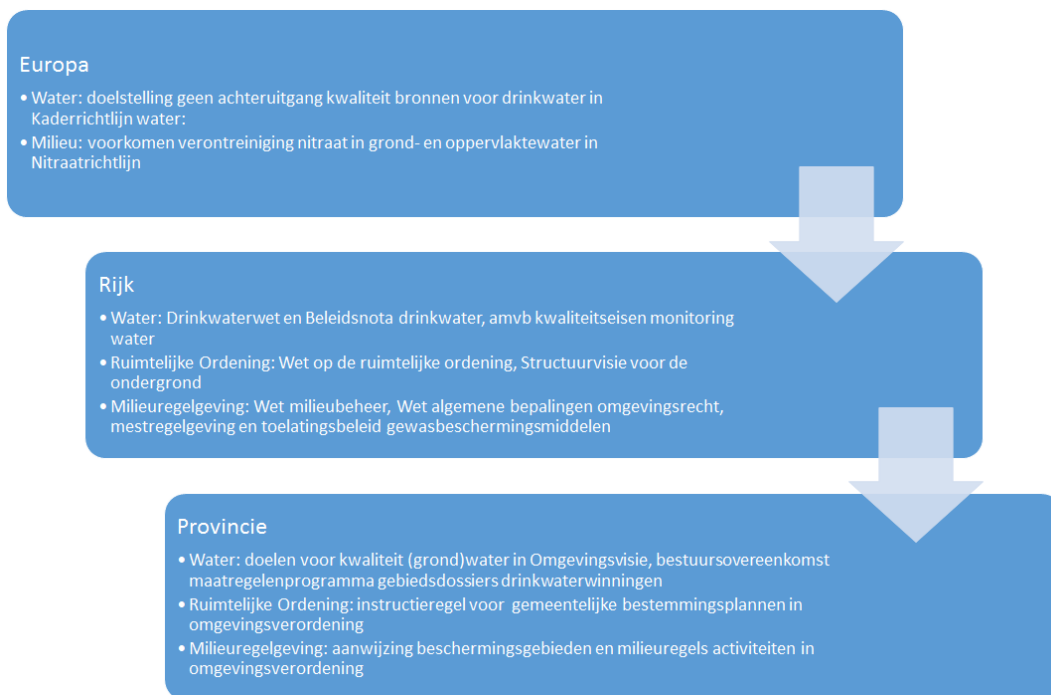 Europa
• Water: doelstelling geen achteruitgang kwaliteit bronnen voor drinkwater in
Kaderrichtlijn water:
• Milieu: voorkomen verontreiniging nitraat in grond- en oppervlaktewater in
Nitraatrichtlijn
Rijk
• Water: Drinkwaterwet en Beleidsnota drinkwater, amvb kwaliteitseisen monitoring
water
• Ruimtelijke Ordening: Wet op de ruimtelijke ordening, Structuurvisie voor de
ondergrond
• Milieuregelgeving: Wet milieubeheer, Wet algemene bepalingen omgevingsrecht,
mestregelgeving en toelatingsbeleid gewasbeschermingsmiddelen
Provincie
• Water: doelen voor kwaliteit (grond)water in Omgevingsvisie, bestuursovereenkomst
maatregelenprogramma gebiedsdossiers drinkwaterwinningen
• Ruimtelijke Ordening: instructieregel voor gemeentelijke bestemmingsplannen in
omgevingsverordening
• Milieuregelgeving: aanwijzing beschermingsgebieden en milieuregels activiteiten in
omgevingsverordening